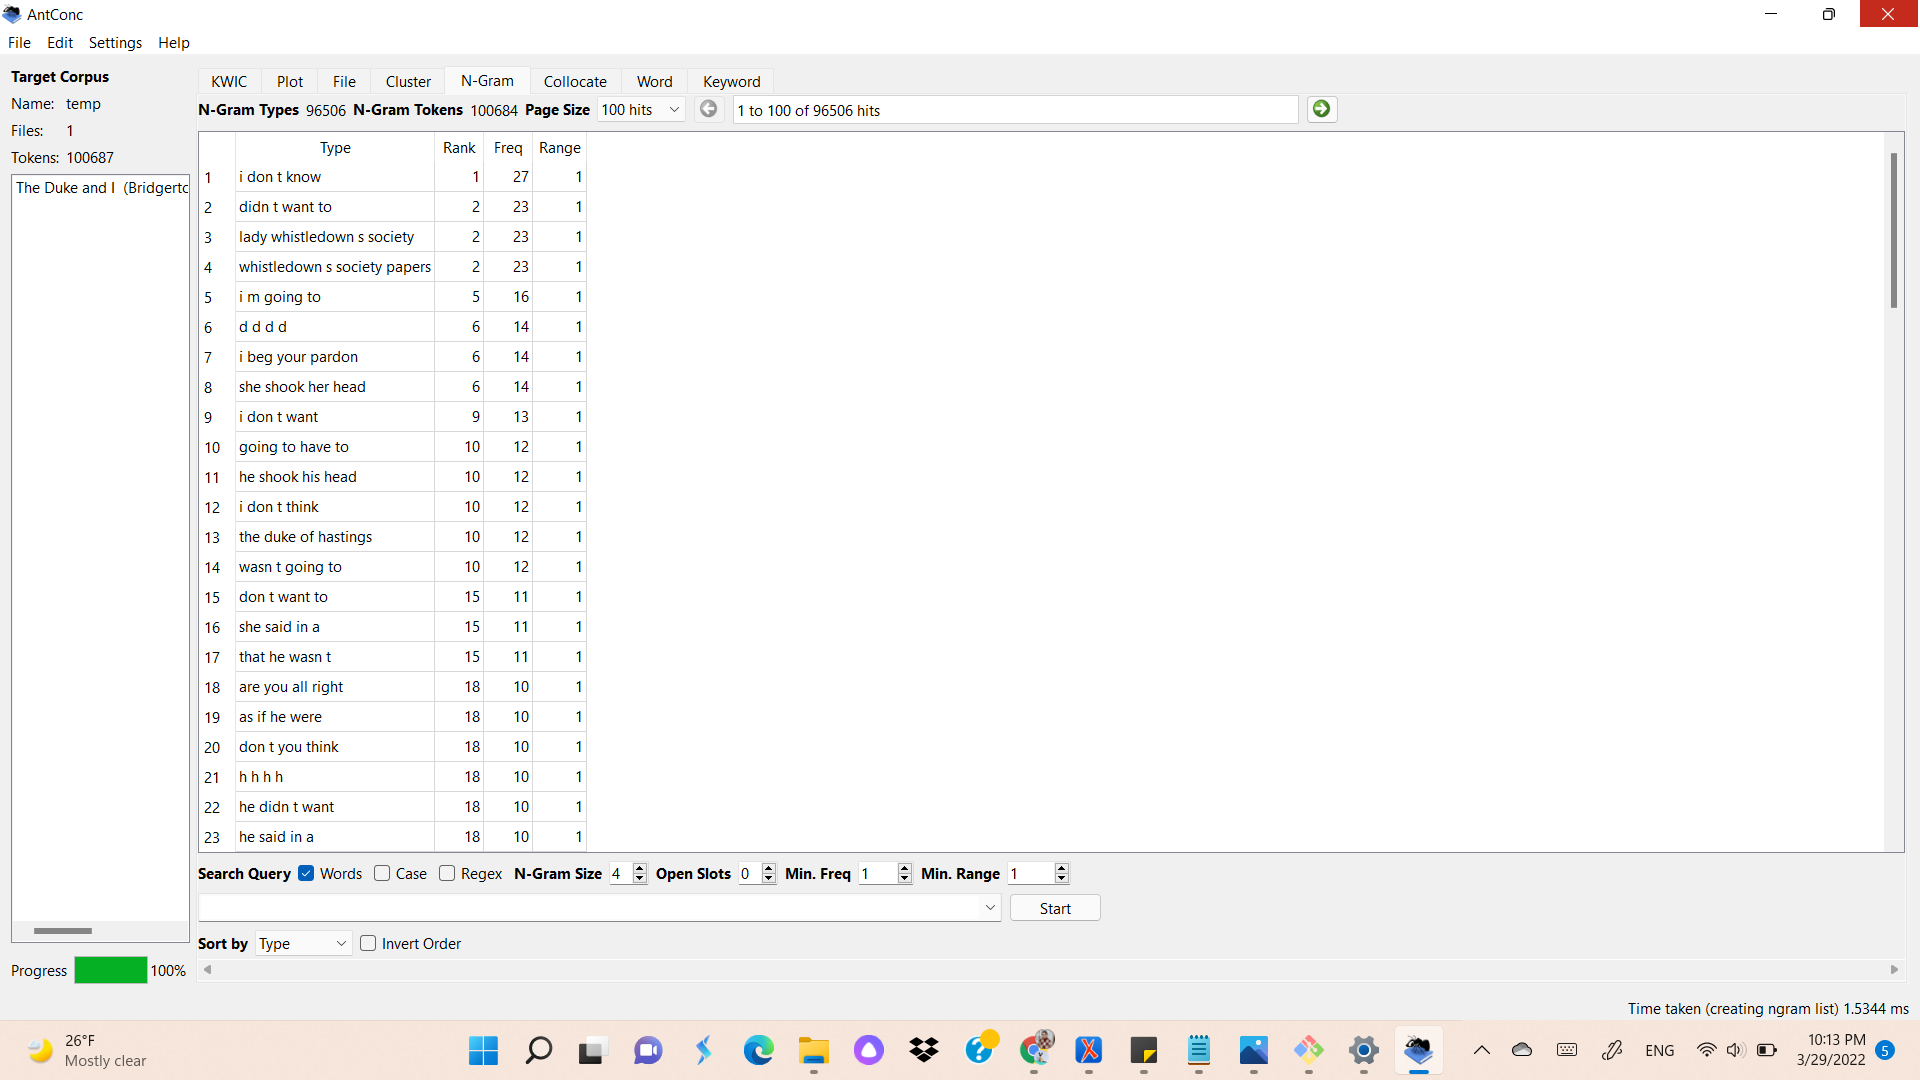 AntConc
File Edit Settings Help
Target Corpus
Name: temp
Files: 1
Tokens: 100687
The Duke and I (Bridgertc
Progress 100%
KWIC Plot File Cluster N-Gram Collocate Word Keyword
N-Gram Types 96506 N-Gram Tokens 100684 Page Size 100 hits 1 to 100 of 96506 hits
Type Rank Freq Range
1 i don t know 1 27 1
2 didn t want to 2 23 1
3 lady whistledown s society 2 23 1
4 whistledown s society papers 2 23 1
5 i m going to 5 16 1
6 d d d d 6 14 1
7 i beg your pardon 6 14 1
8 she shook her head 6 14 1
9 i don t want 9 13 1
10 going to have to 10 12 1
11 he shook his head 10 12 1
12 i don t think 10 12 1
13 the duke of hastings 10 12 1
14 wasn t going to 10 12 1
15 don t want to 15 11 1
16 she said in a 15 11 1
17 that he wasn t 15 11 1
18 are you all right 18 10 1
19 as if he were 18 10 1
20 don t you think 18 10 1
21 h h h h 18 10 1
22 he didn t want 18 10 1
23 he said in a 18 10 1
Search Query Words Case Regex N-Gram Size 4 Open Slots 0 Min. Freq 1 Min. Range 1
Start
Sort by Type Invert Order
Time taken (creating ngram list) 1.5344 ms
26°F
Mostly clear
ENG
10:13 PM
3/29/2022
5